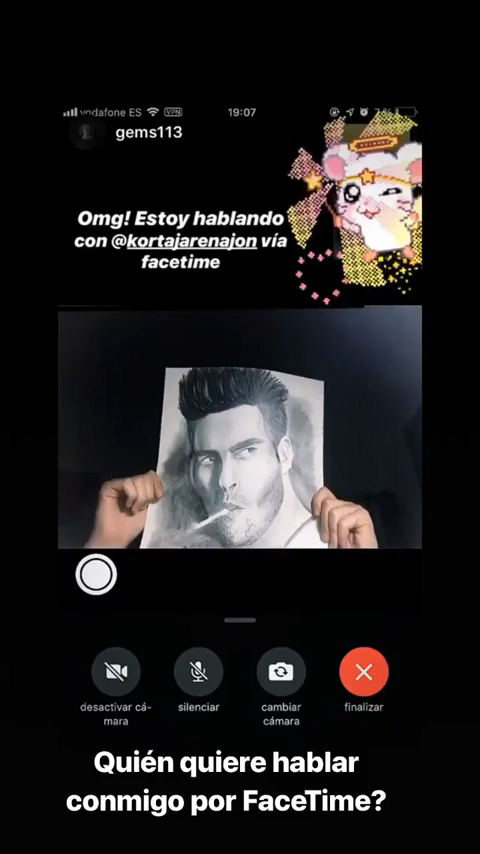 vodafone ES VPN 19:07
gems113
Omg! Estoy hablando
con @kortajarenajon vía
facetime
desactivar cá-
mara
silenciar
cambiar
cámara
finalizar
Quién quiere hablar
conmigo por FaceTime?